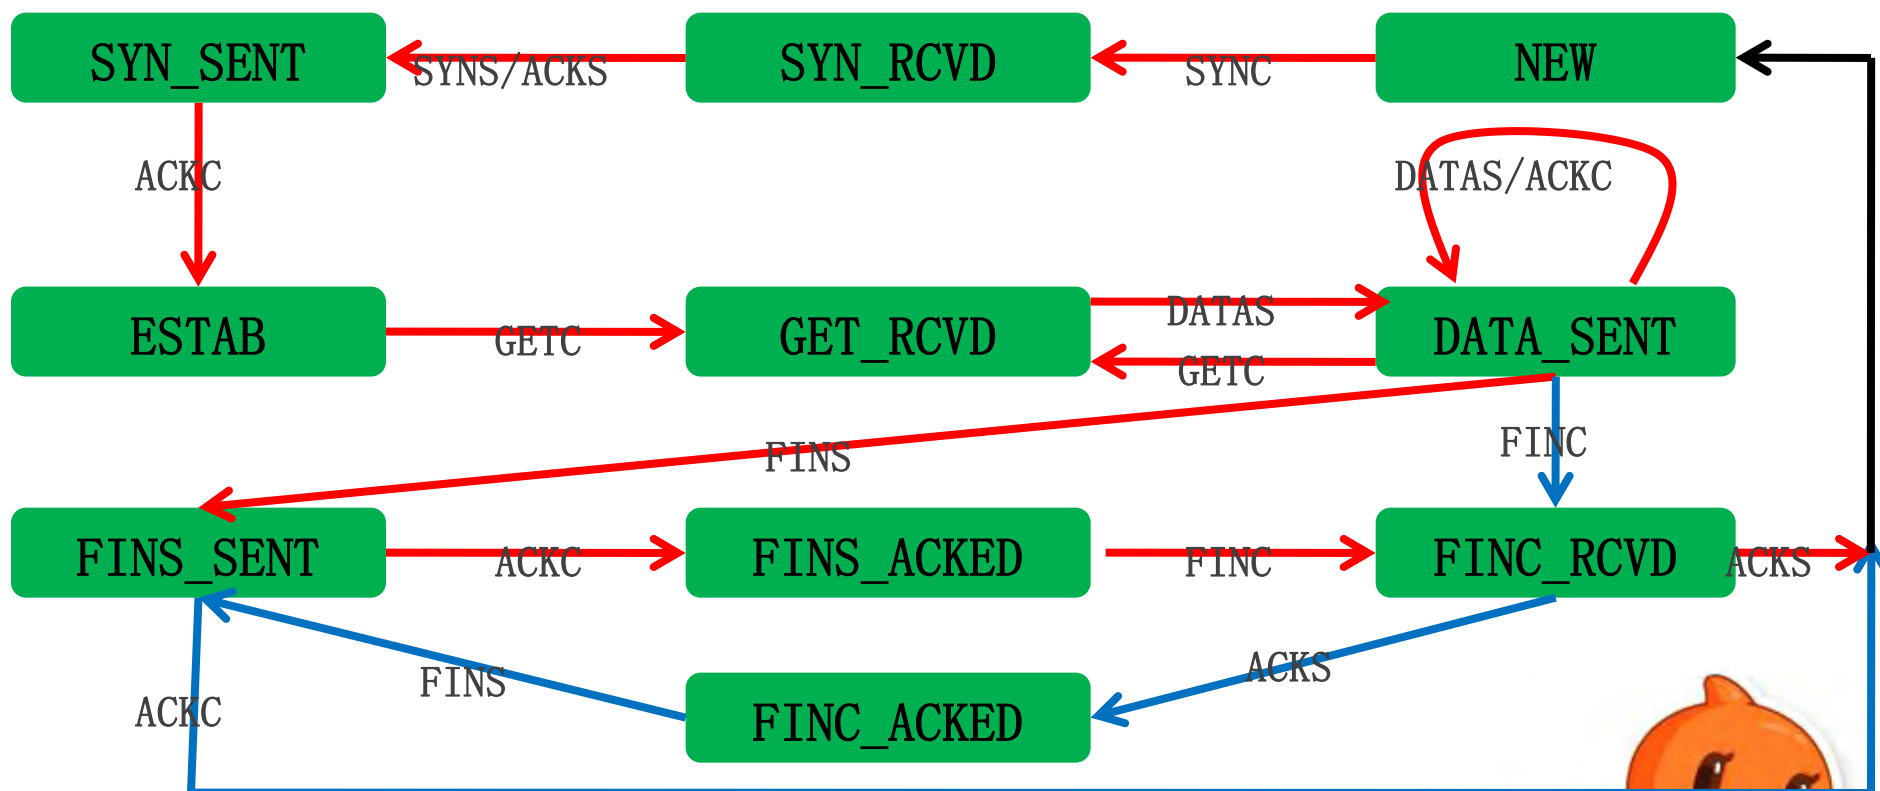 SYN_SENT
SYNS/ACKS
SYN_RCVD
SYNC
NEW
ACKC
DATAS/ACKC
ESTAB
GETC
GET_RCVD
DATAS
GETC
DATA_SENT
FINS
FINC
FINS_SENT
ACKC
FINS_ACKED
FINC
FINC_RCVD
ACKS
ACKC
FINS
FINC_ACKED
ACKS